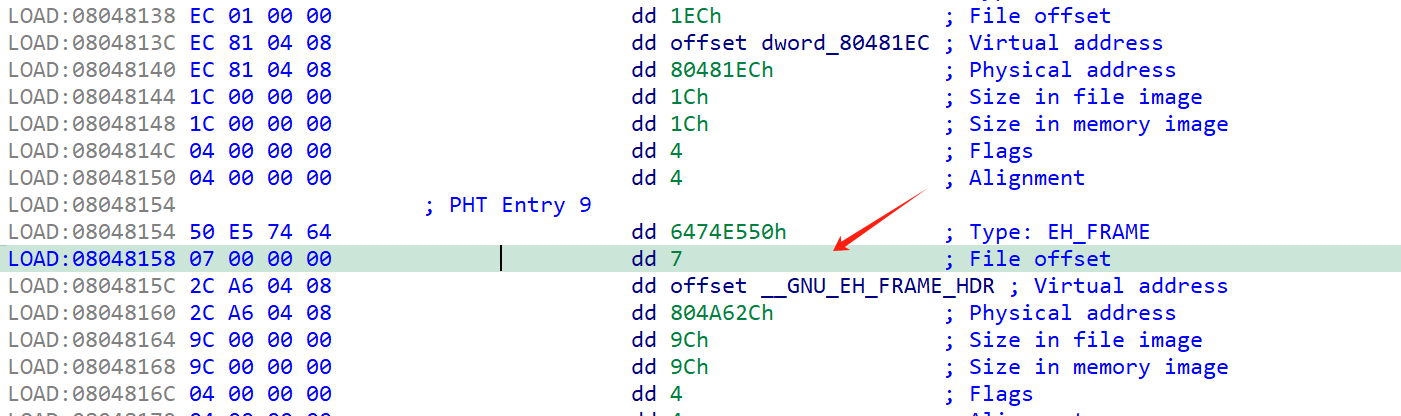 LOAD:08048138 EC 01 00 00 dd 1ECh ; File offset
LOAD:0804813C EC 81 04 08 dd offset dword_80481EC ; Virtual address
LOAD:08048140 EC 81 04 08 dd 80481ECh ; Physical address
LOAD:08048144 1C 00 00 00 dd 1Ch ; Size in file image
LOAD:08048148 1C 00 00 00 dd 1Ch ; Size in memory image
LOAD:0804814C 04 00 00 00 dd 4 ; Flags
LOAD:08048150 04 00 00 00 dd 4 ; Alignment
LOAD:08048154 ; PHT Entry 9
LOAD:08048154 50 E5 74 64 dd 6474E550h ; Type: EH_FRAME
LOAD:08048158 07 00 00 00 dd 7 ; File offset
LOAD:0804815C 2C A6 04 08 dd offset __GNU_EH_FRAME_HDR ; Virtual address
LOAD:08048160 2C A6 04 08 dd 804A62Ch ; Physical address
LOAD:08048164 9C 00 00 00 dd 9Ch ; Size in file image
LOAD:08048168 9C 00 00 00 dd 9Ch ; Size in memory image
LOAD:0804816C 04 00 00 00 dd 4 ; Flags